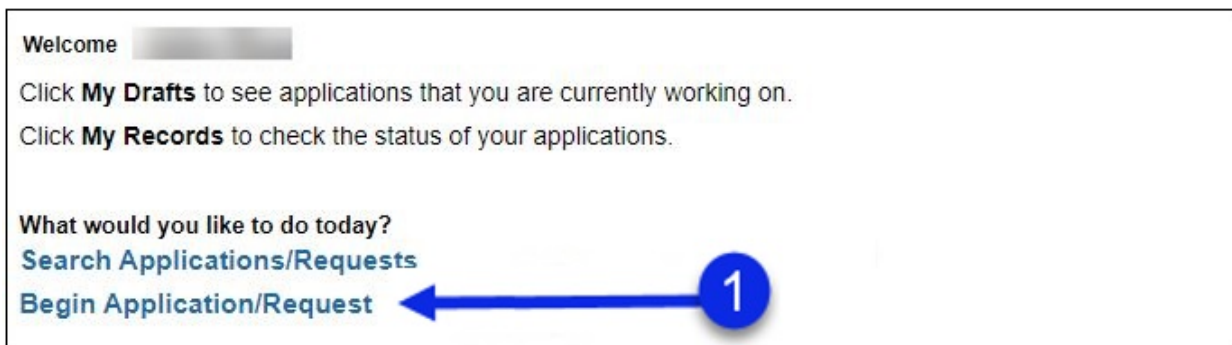 Welcome
Click My Drafts to see applications that you are currently working on.
Click My Records to check the status of your applications.
What would you like to do today?
Search Applications/Requests
Begin Application/Request
1